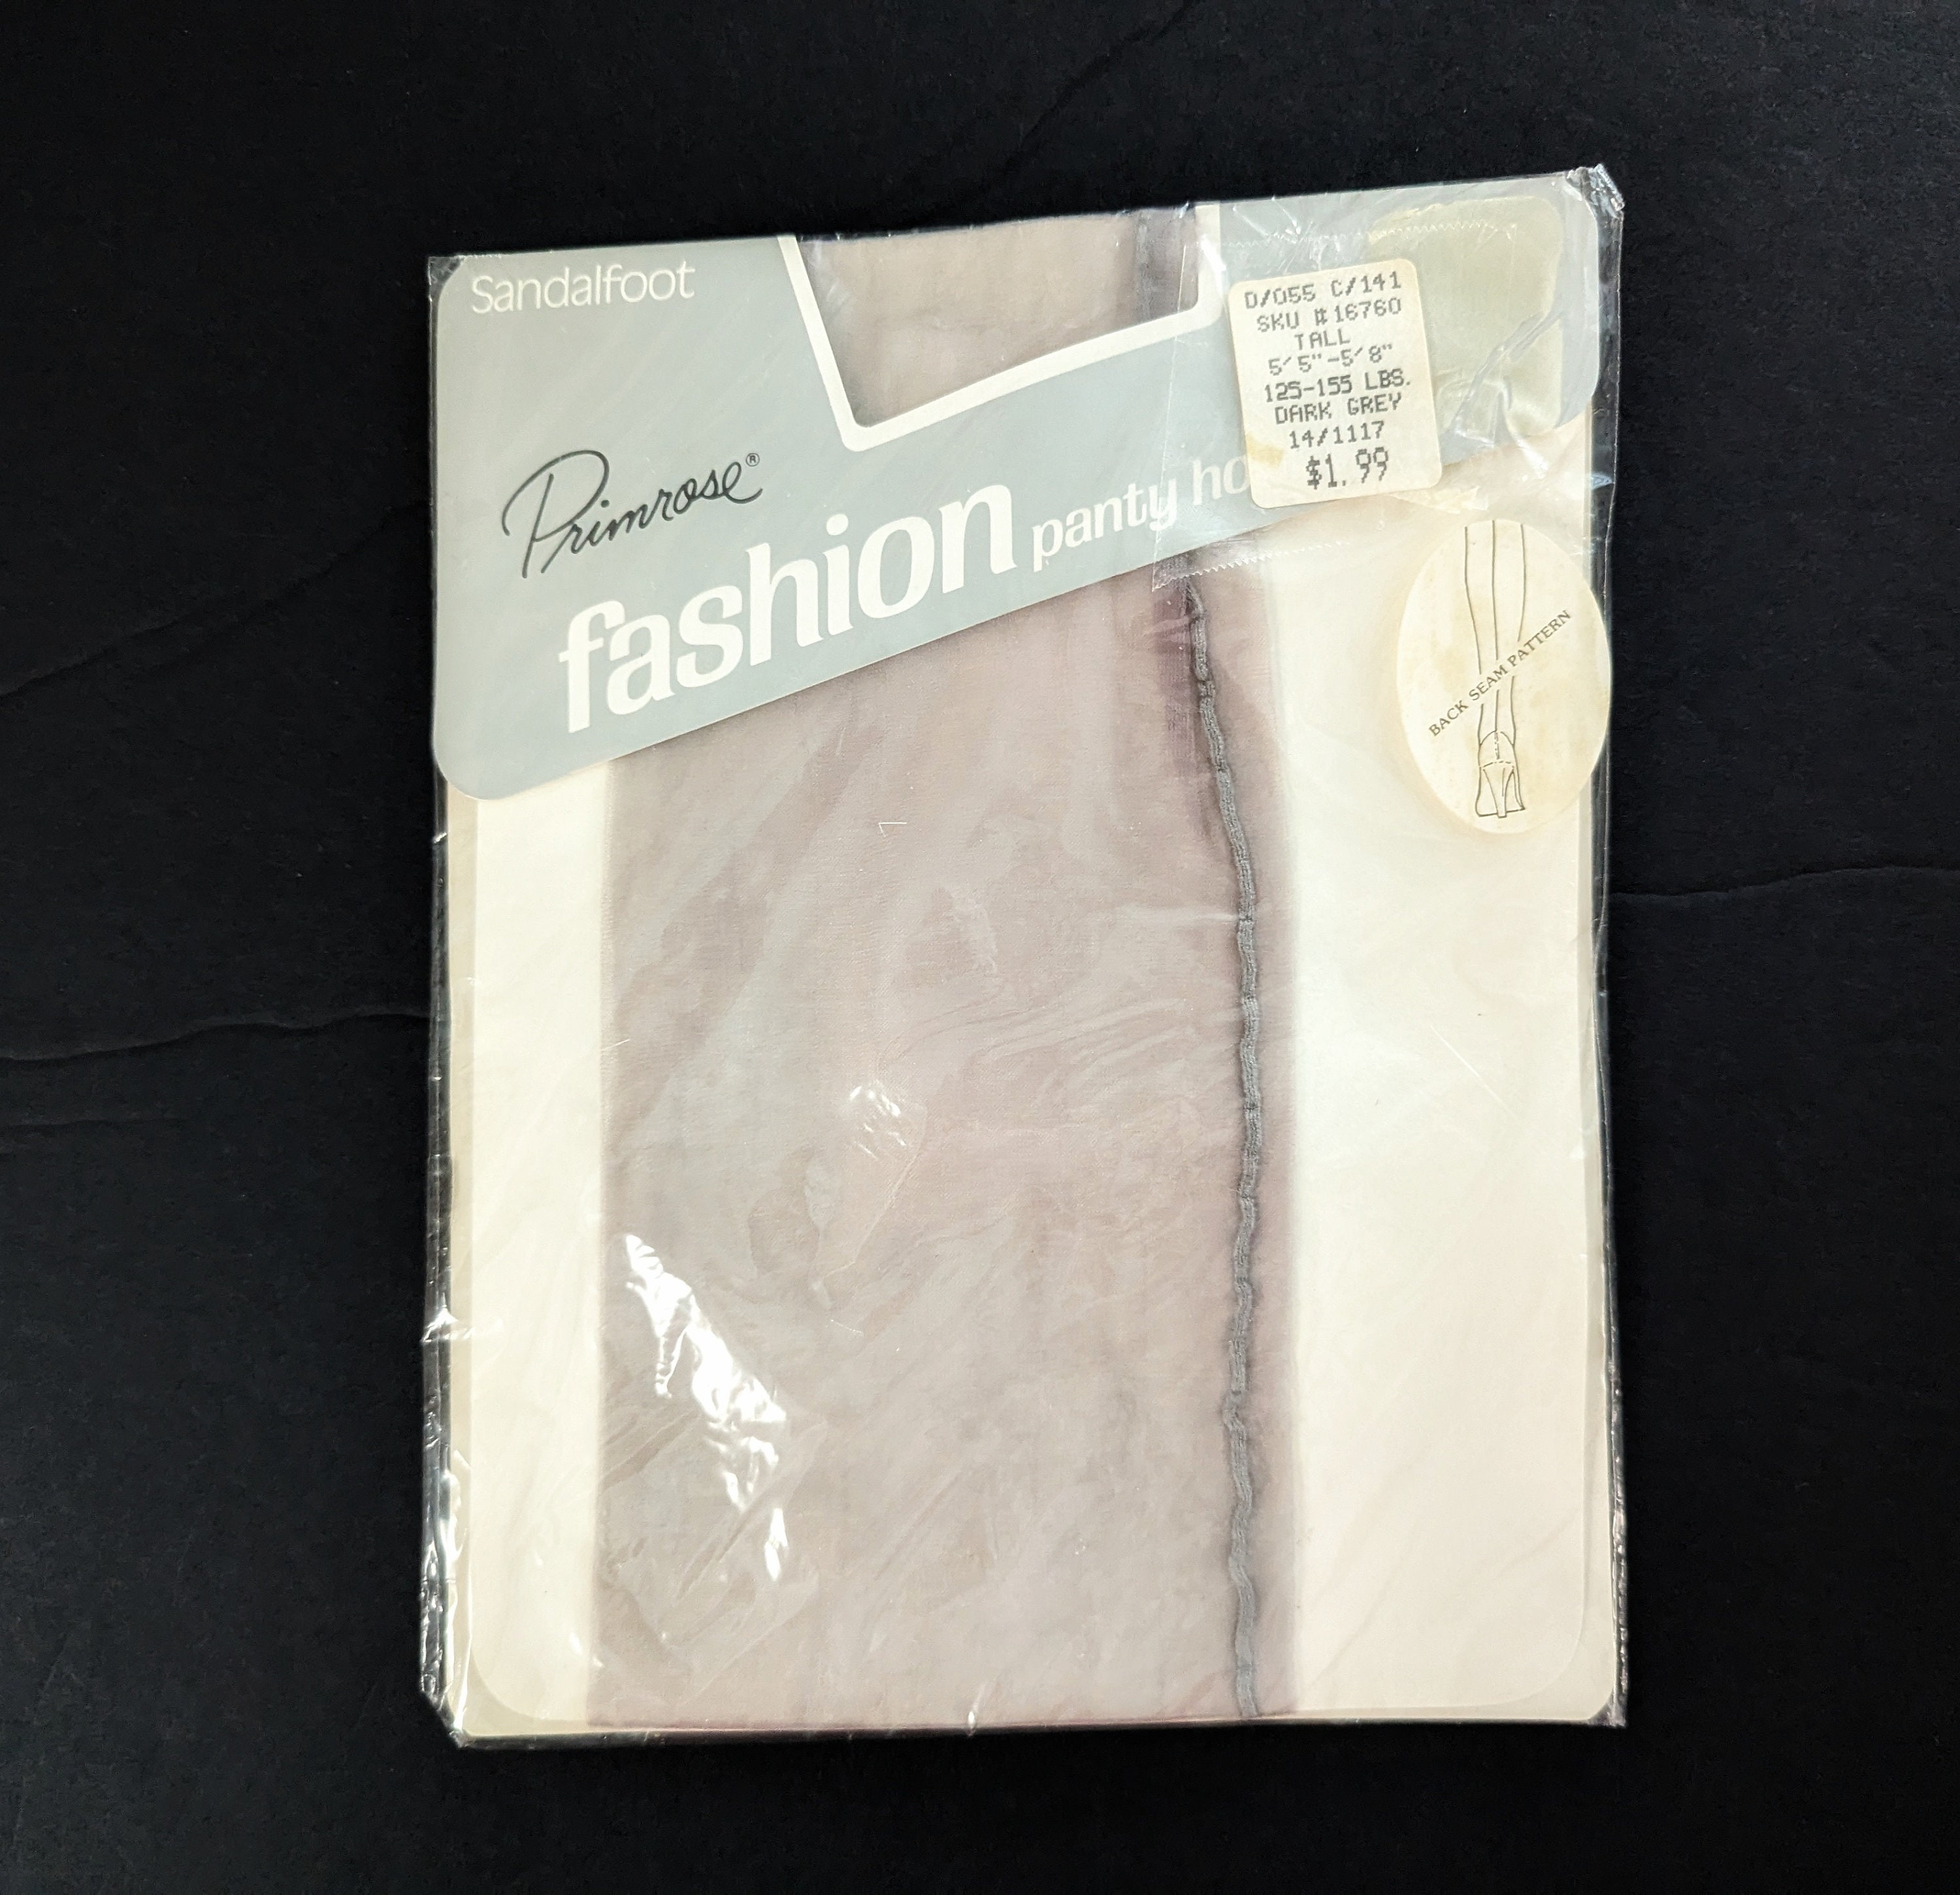 Sandalfoot
Primrose®
fashion panty ho
D/055 C/141
SKU #16760
TALL
5'5"-5'8"
125-155 LBS.
DARK GREY
14/1117
$1.99
BACK SEAM PATTERN